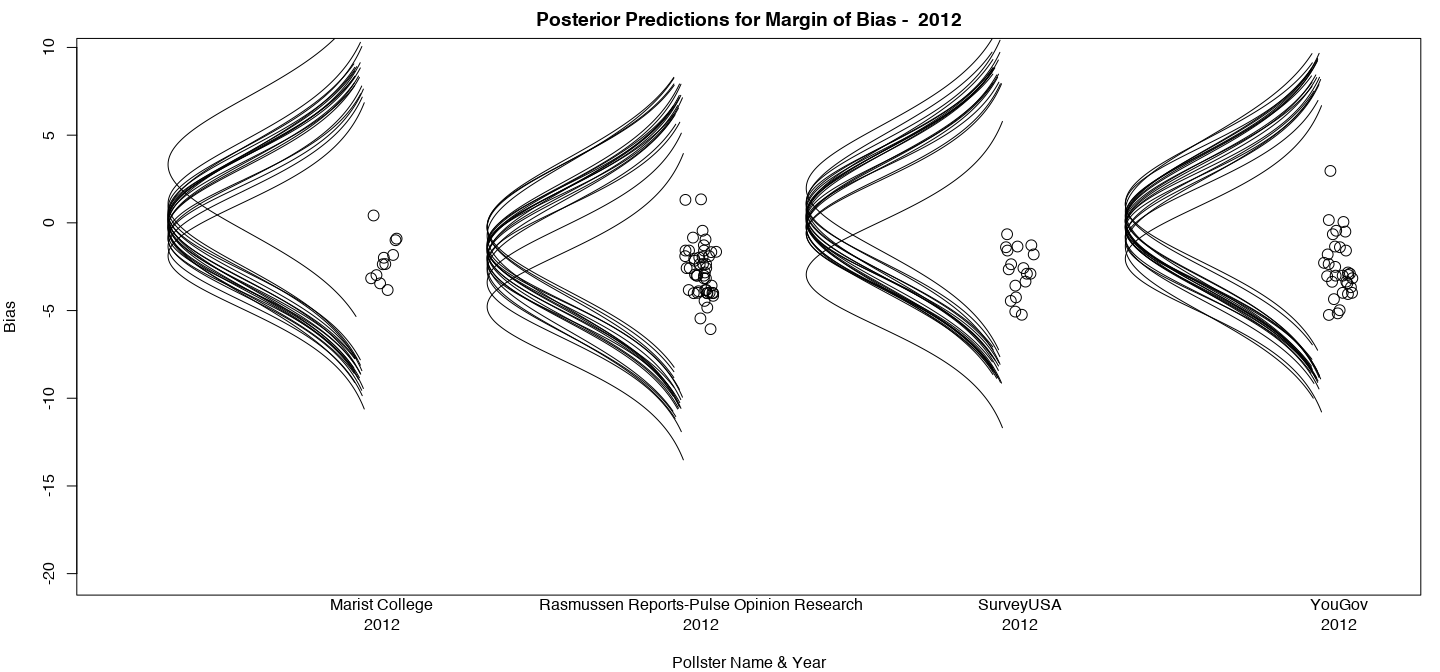 Posterior Predictions for Margin of Bias -  2012
Bias
10
5
0
-5
-10
-15
-20
Marist College
2012
Rasmussen Reports-Pulse Opinion Research
2012
SurveyUSA
2012
YouGov
2012
Pollster Name & Year